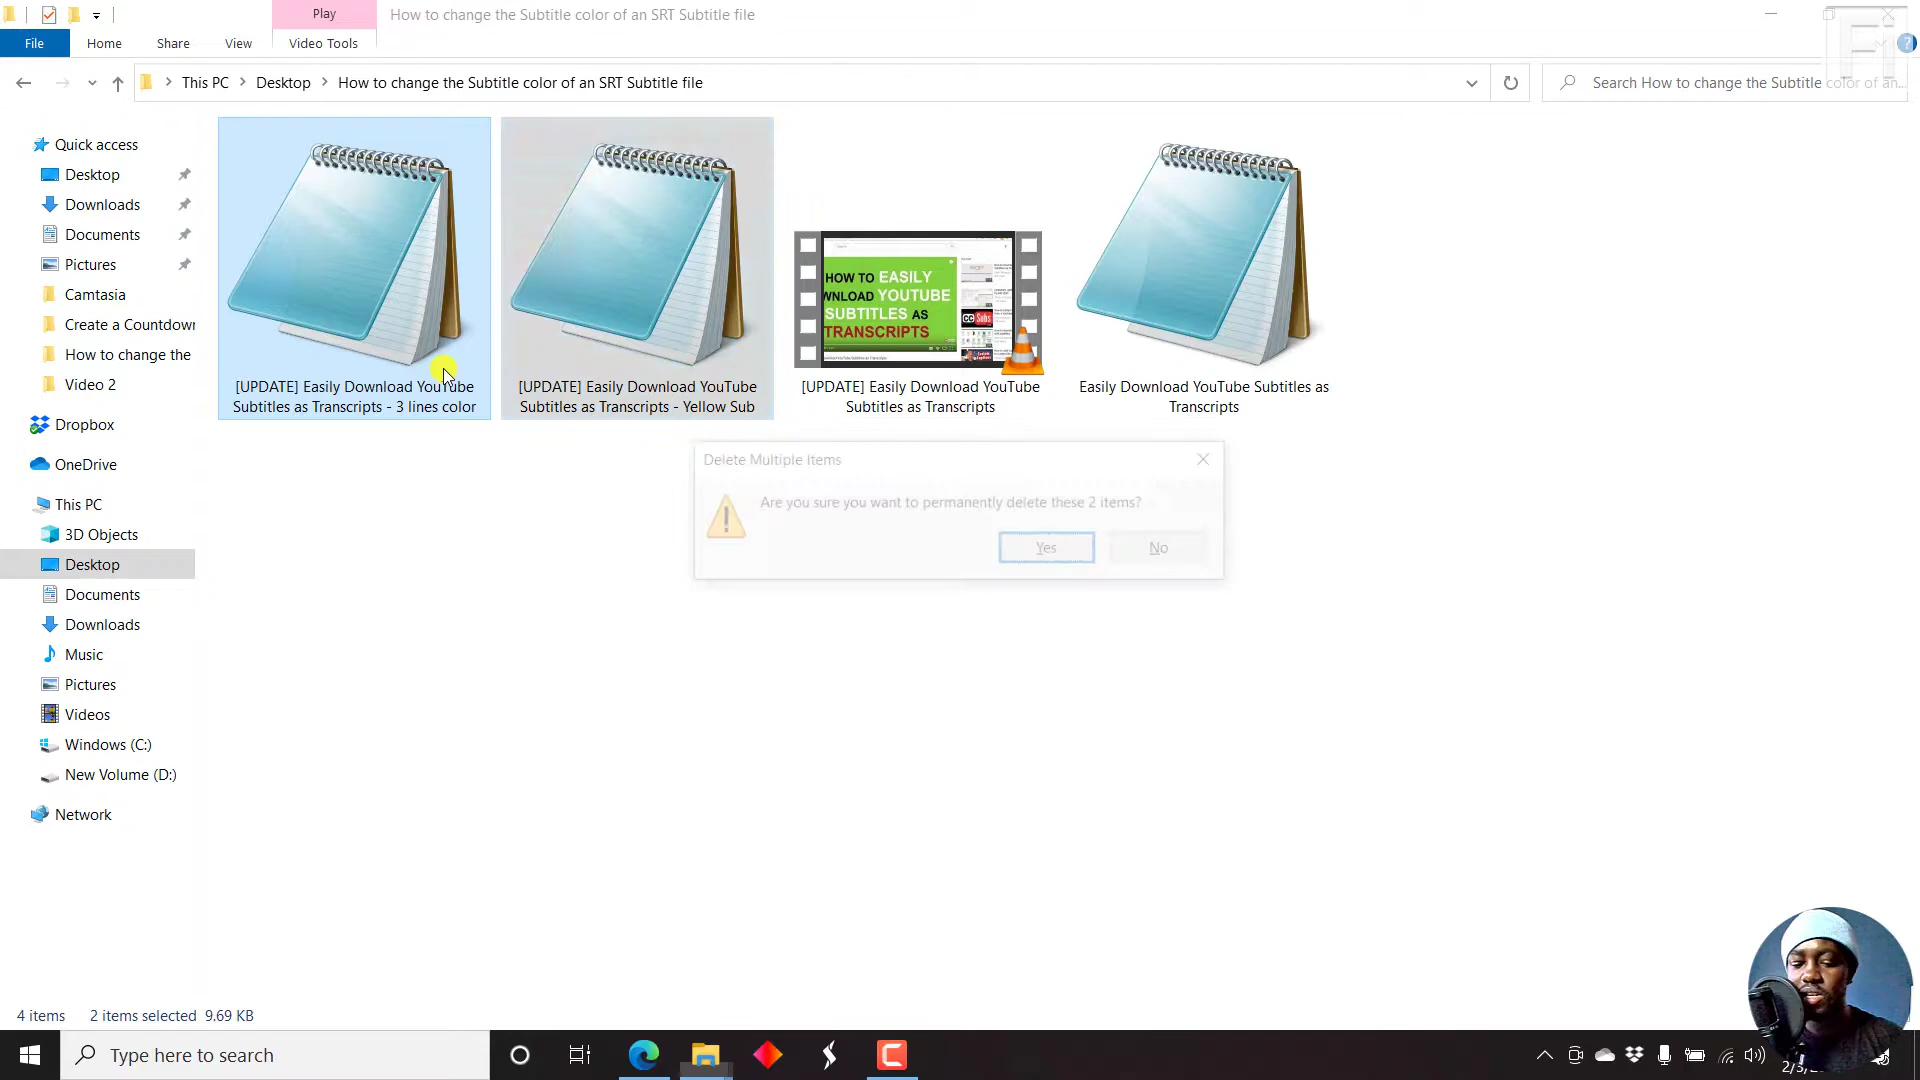 Play
How to change the Subtitle color of an SRT Subtitle file
File
Home
Share
View
Video Tools
This PC
Desktop
How to change the Subtitle color of an SRT Subtitle file
Search How to change the Subtitle color of an...
Quick access
Desktop
Downloads
Documents
Pictures
Camtasia
Create a Countdown
How to change the
Video 2
Dropbox
OneDrive
This PC
3D Objects
Desktop
Documents
Downloads
Music
Pictures
Videos
Windows (C:)
New Volume (D:)
Network
[UPDATE] Easily Download YouTube
Subtitles as Transcripts - 3 lines color
[UPDATE] Easily Download YouTube
Subtitles as Transcripts - Yellow Sub
HOW TO EASILY
WNLOAD YOUTUBE
SUBTITLES AS
TRANSCRIPTS
CC Subs
[UPDATE] Easily Download YouTube
Subtitles as Transcripts
Easily Download YouTube Subtitles as
Transcripts
Delete Multiple Items
Are you sure you want to permanently delete these 2 items?
Yes
No
4 items
2 items selected 9.69 KB
Type here to search